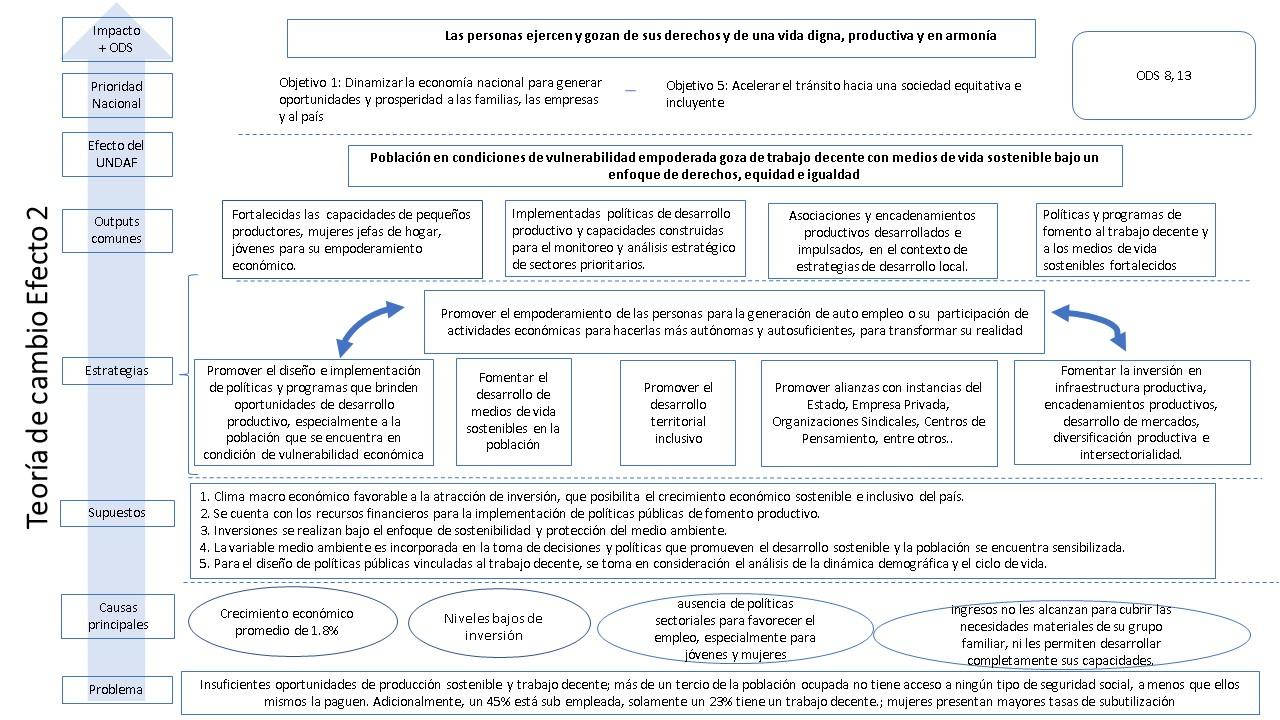 Teoría de cambio Efecto 2
Impacto
+ ODS
Las personas ejercen y gozan de sus derechos y de una vida digna, productiva y en armonía
ODS 8, 13
Prioridad
Nacional
Objetivo 1: Dinamizar la economía nacional para generar
oportunidades y prosperidad a las familias, las empresas
y al país
Objetivo 5: Acelerar el tránsito hacia una sociedad equitativa e
incluyente
Efecto del
UNDAF
Población en condiciones de vulnerabilidad empoderada goza de trabajo decente con medios de vida sostenible bajo un
enfoque de derechos, equidad e igualdad
Outputs
comunes
Fortalecidas las capacidades de pequeños
productores, mujeres jefas de hogar,
jóvenes para su empoderamiento
económico.
Implementadas políticas de desarrollo
productivo y capacidades construidas
para el monitoreo y análisis estratégico
de sectores prioritarios.
Asociaciones y encadenamientos
productivos desarrollados e
impulsados, en el contexto de
estrategias de desarrollo local.
Políticas y programas de
fomento al trabajo decente y
a los medios de vida
sostenibles fortalecidos
Estrategias
Promover el empoderamiento de las personas para la generación de auto empleo o su participación de
actividades económicas para hacerlas más autónomas y autosuficientes, para transformar su realidad
Promover el diseño e implementación
de políticas y programas que brinden
oportunidades de desarrollo
productivo, especialmente a la
población que se encuentra en
condición de vulnerabilidad económica
Fomentar el
desarrollo de
medios de vida
sostenibles en la
población
Promover el
desarrollo
territorial
inclusivo
Promover alianzas con instancias del
Estado, Empresa Privada,
Organizaciones Sindicales, Centros de
Pensamiento, entre otros..
Fomentar la inversión en
infraestructura productiva,
encadenamientos productivos,
desarrollo de mercados,
diversificación productiva e
intersectorialidad.
Supuestos
1. Clima macro económico favorable a la atracción de inversión, que posibilita el crecimiento económico sostenible e inclusivo del país.
2. Se cuenta con los recursos financieros para la implementación de políticas públicas de fomento productivo.
3. Inversiones se realizan bajo el enfoque de sostenibilidad y protección del medio ambiente.
4. La variable medio ambiente es incorporada en la toma de decisiones y políticas que promueven el desarrollo sostenible y la población se encuentra sensibilizada.
5. Para el diseño de políticas públicas vinculadas al trabajo decente, se toma en consideración el análisis de la dinámica demográfica y el ciclo de vida.
Causas
principales
Crecimiento económico
promedio de 1.8%
Niveles bajos de
inversión
ausencia de políticas
sectoriales para favorecer el
empleo, especialmente para
jóvenes y mujeres
ingresos no les alcanzan para cubrir las
necesidades materiales de su grupo
familiar, ni les permiten desarrollar
completamente sus capacidades.
Problema
Insuficientes oportunidades de producción sostenible y trabajo decente; más de un tercio de la población ocupada no tiene acceso a ningún tipo de seguridad social, a menos que ellos
mismos la paguen. Adicionalmente, un 45% está sub empleada, solamente un 23% tiene un trabajo decente.; mujeres presentan mayores tasas de subutilización